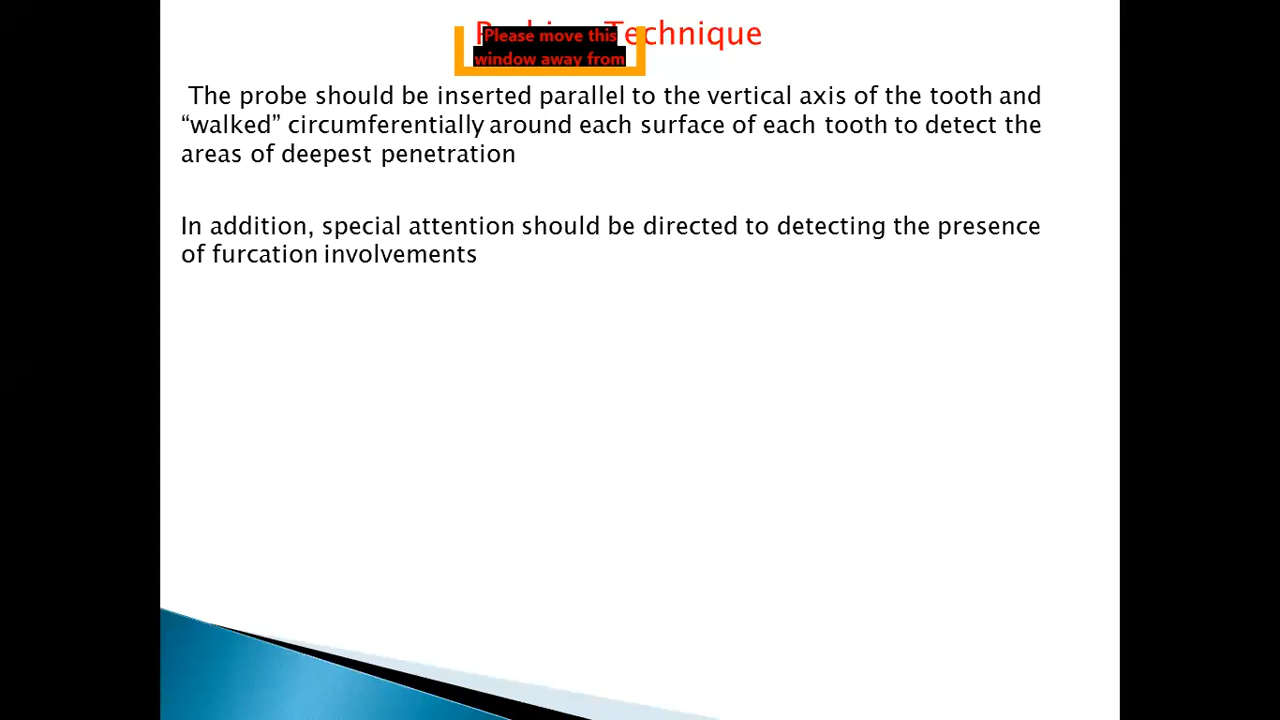 Technique
Please move this
window away from
The probe should be inserted parallel to the vertical axis of the tooth and
“walked” circumferentially around each surface of each tooth to detect the
areas of deepest penetration
In addition, special attention should be directed to detecting the presence
of furcation involvements